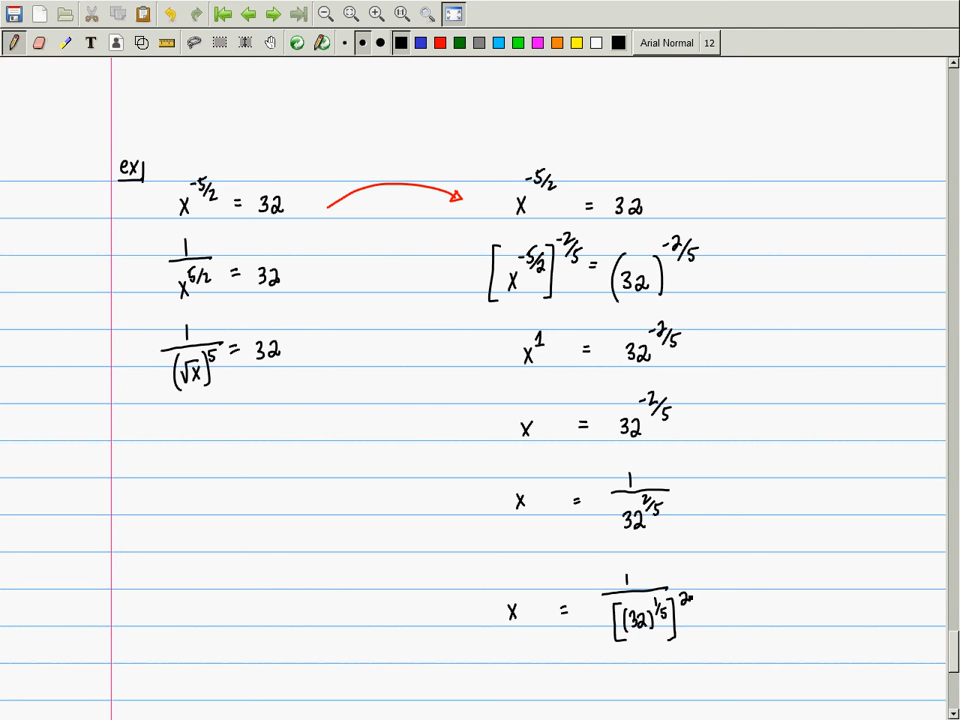 T
Arial Normal 12
ex1
x^{-5/2} = 32
1/x^{5/2} = 32
1/(√x)^5 = 32
x^{-5/2} = 32
[x^{-5/2}]^{-2/5} = (32)^{-2/5}
x^1 = 32^{-2/5}
x = 32^{-2/5}
x = 1/32^{2/5}
x = 1/[(32)^{1/5}]^2